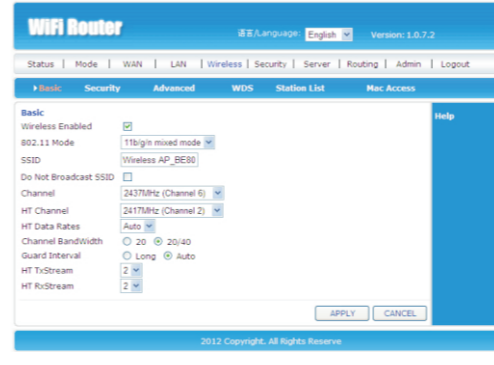 WiFi Router
语言/Language: English Version: 1.0.7.2
Status | Mode | WAN | LAN | Wireless | Security | Server | Routing | Admin | Logout
Basic Security Advanced WDS Station List Mac Access
Basic
Help
Wireless Enabled
802.11 Mode 11b/g/n mixed mode
SSID Wireless AP_BE80
Do Not Broadcast SSID
Channel 2437MHz (Channel 6)
HT Channel 2417MHz (Channel 2)
HT Data Rates Auto
Channel BandWidth 20 20/40
Guard Interval Long Auto
HT TxStream 2
HT RxStream 2
APPLY CANCEL
2012 Copyright. All Rights Reserve